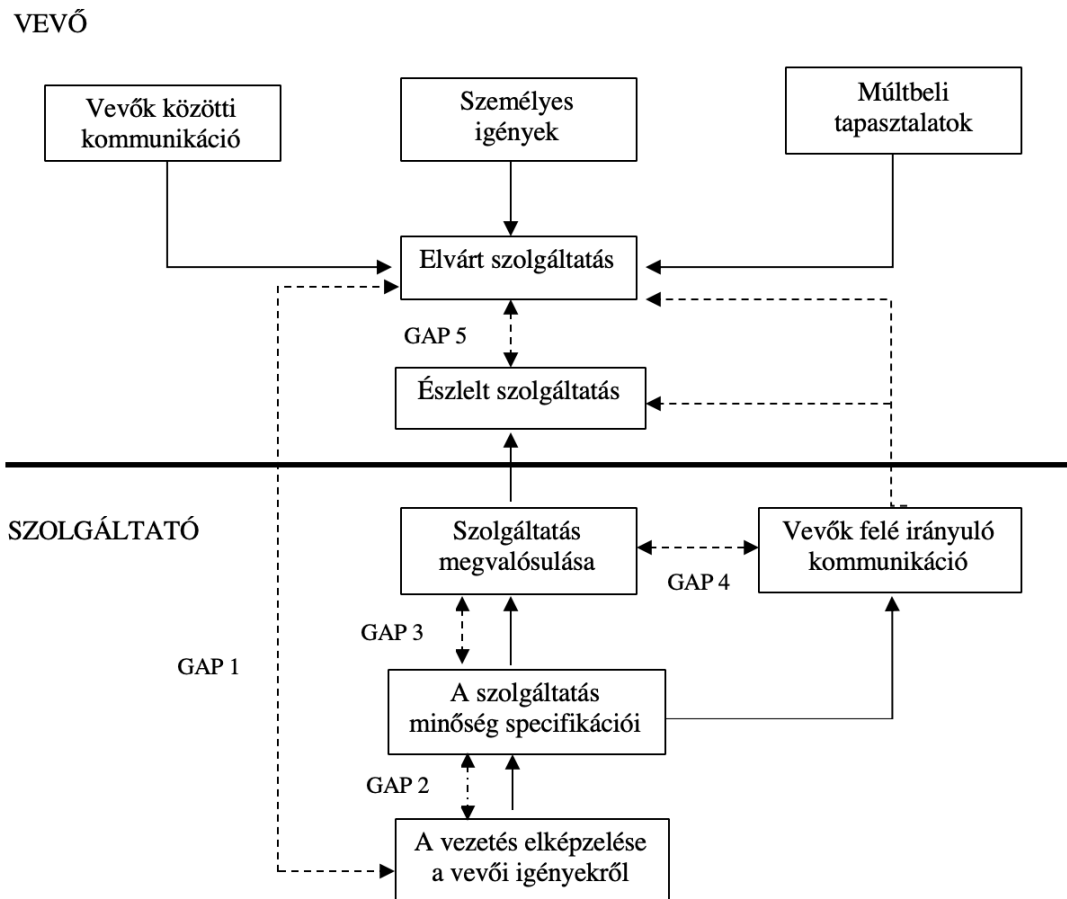 VEVŐ
Vevők közötti
kommunikáció
Személyes
igények
Múltbeli
tapasztalatok
Elvárt szolgáltatás
GAP 5
Észlelt szolgáltatás
SZOLGÁLTATÓ
Szolgáltatás
megvalósulása
Vevők felé irányuló
kommunikáció
GAP 4
GAP 3
GAP 1
A szolgáltatás
minőség specifikációi
GAP 2
A vezetés elképzelése
a vevői igényekről